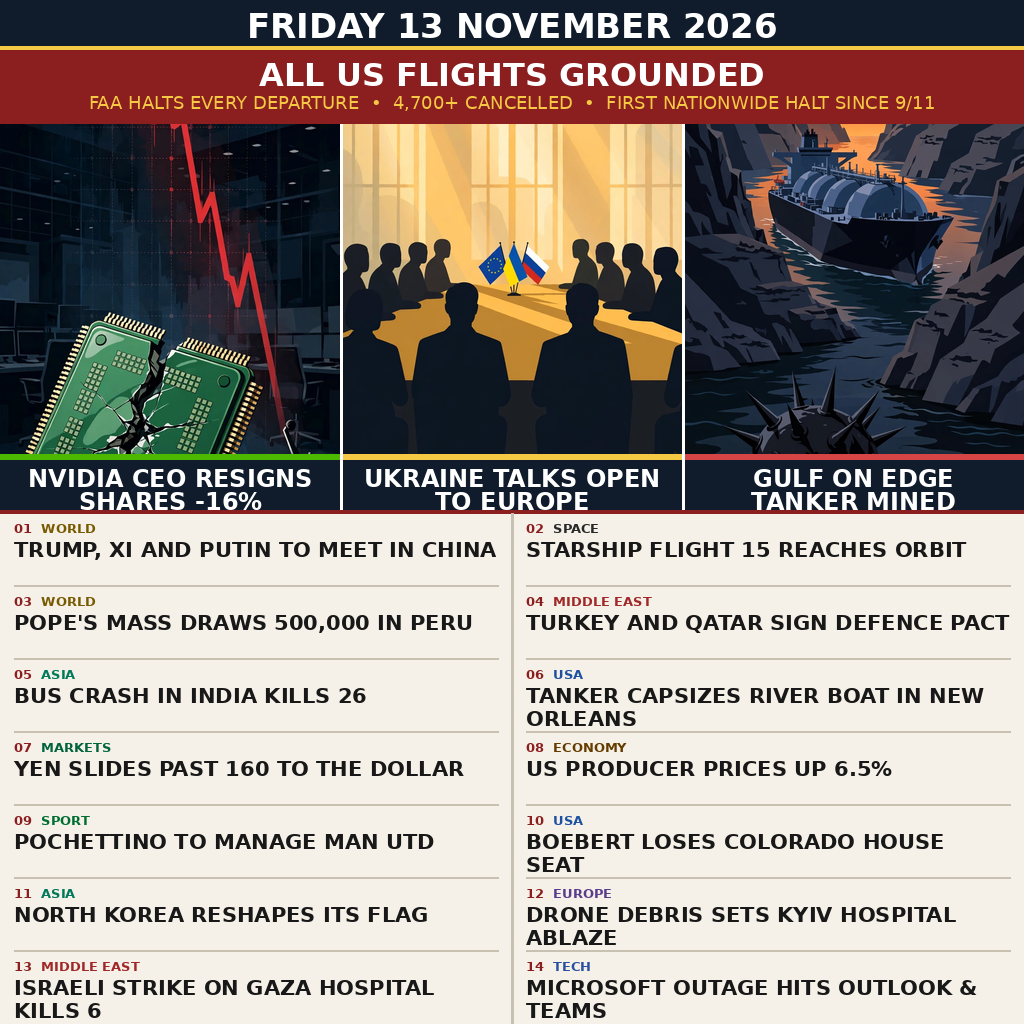 FRIDAY 13 NOVEMBER 2026
ALL US FLIGHTS GROUNDED
FAA HALTS EVERY DEPARTURE • 4,700+ CANCELLED • FIRST NATIONWIDE HALT SINCE 9/11
NVIDIA CEO RESIGNS
SHARES -16%
UKRAINE TALKS OPEN
TO EUROPE
GULF ON EDGE
TANKER MINED
01 WORLD
TRUMP, XI AND PUTIN TO MEET IN CHINA
02 SPACE
STARSHIP FLIGHT 15 REACHES ORBIT
03 WORLD
POPE'S MASS DRAWS 500,000 IN PERU
04 MIDDLE EAST
TURKEY AND QATAR SIGN DEFENCE PACT
05 ASIA
BUS CRASH IN INDIA KILLS 26
06 USA
TANKER CAPSIZES RIVER BOAT IN NEW
ORLEANS
07 MARKETS
YEN SLIDES PAST 160 TO THE DOLLAR
08 ECONOMY
US PRODUCER PRICES UP 6.5%
09 SPORT
POCHETTINO TO MANAGE MAN UTD
10 USA
BOEBERT LOSES COLORADO HOUSE
SEAT
11 ASIA
NORTH KOREA RESHAPES ITS FLAG
12 EUROPE
DRONE DEBRIS SETS KYIV HOSPITAL
ABLAZE
13 MIDDLE EAST
ISRAELI STRIKE ON GAZA HOSPITAL
KILLS 6
14 TECH
MICROSOFT OUTAGE HITS OUTLOOK &
TEAMS